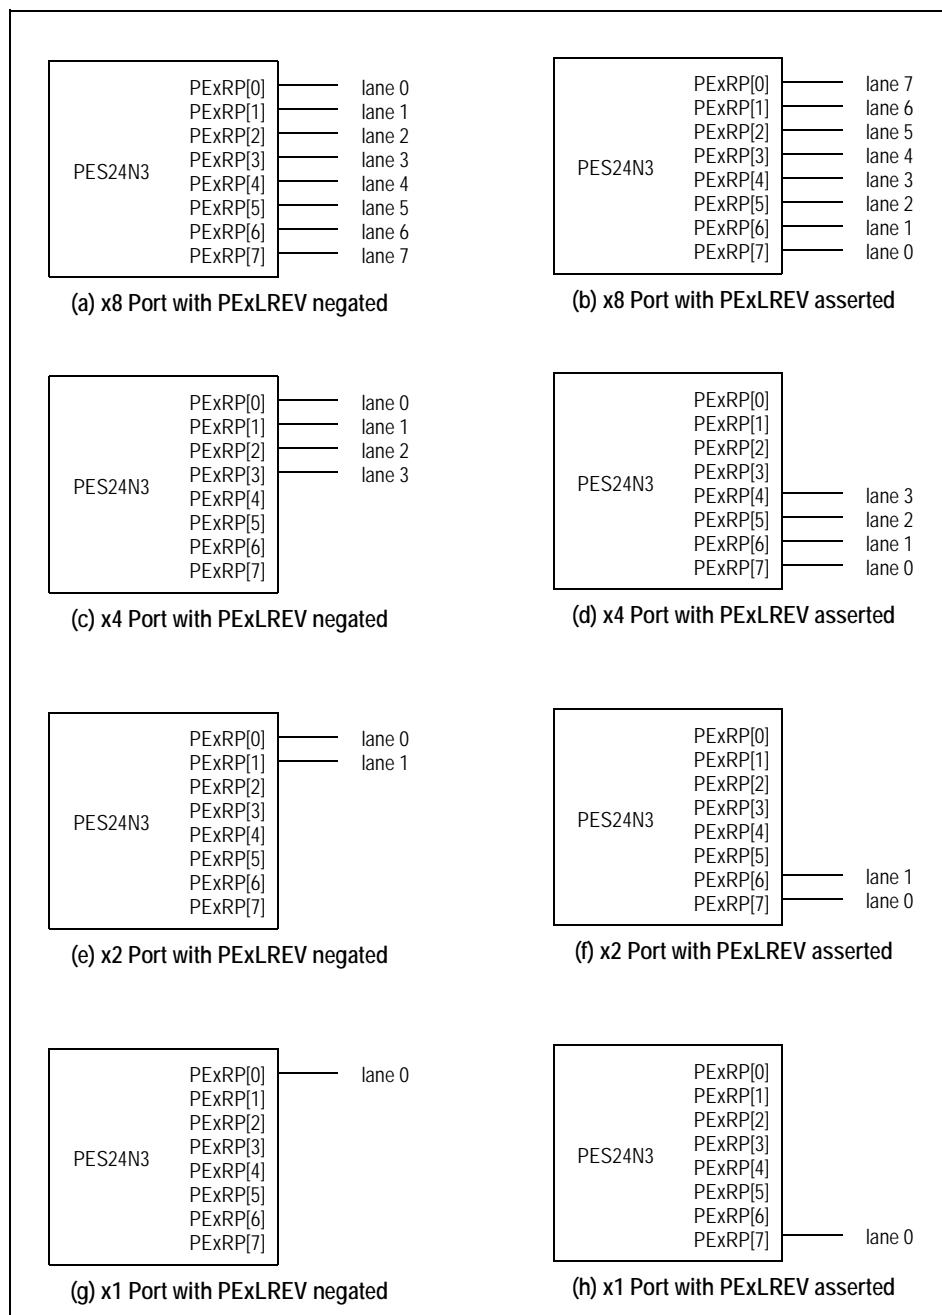 PES24N3
PExRP[0] lane 0
PExRP[1] lane 1
PExRP[2] lane 2
PExRP[3] lane 3
PExRP[4] lane 4
PExRP[5] lane 5
PExRP[6] lane 6
PExRP[7] lane 7
(a) x8 Port with PExLREV negated
PES24N3
PExRP[0] lane 7
PExRP[1] lane 6
PExRP[2] lane 5
PExRP[3] lane 4
PExRP[4] lane 3
PExRP[5] lane 2
PExRP[6] lane 1
PExRP[7] lane 0
(b) x8 Port with PExLREV asserted
PES24N3
PExRP[0] lane 0
PExRP[1] lane 1
PExRP[2] lane 2
PExRP[3] lane 3
PExRP[4]
PExRP[5]
PExRP[6]
PExRP[7]
(c) x4 Port with PExLREV negated
PES24N3
PExRP[0]
PExRP[1]
PExRP[2]
PExRP[3]
PExRP[4] lane 3
PExRP[5] lane 2
PExRP[6] lane 1
PExRP[7] lane 0
(d) x4 Port with PExLREV asserted
PES24N3
PExRP[0] lane 0
PExRP[1] lane 1
PExRP[2]
PExRP[3]
PExRP[4]
PExRP[5]
PExRP[6]
PExRP[7]
(e) x2 Port with PExLREV negated
PES24N3
PExRP[0]
PExRP[1]
PExRP[2]
PExRP[3]
PExRP[4]
PExRP[5]
PExRP[6] lane 1
PExRP[7] lane 0
(f) x2 Port with PExLREV asserted
PES24N3
PExRP[0] lane 0
PExRP[1]
PExRP[2]
PExRP[3]
PExRP[4]
PExRP[5]
PExRP[6]
PExRP[7]
(g) x1 Port with PExLREV negated
PES24N3
PExRP[0]
PExRP[1]
PExRP[2]
PExRP[3]
PExRP[4]
PExRP[5]
PExRP[6]
PExRP[7] lane 0
(h) x1 Port with PExLREV asserted